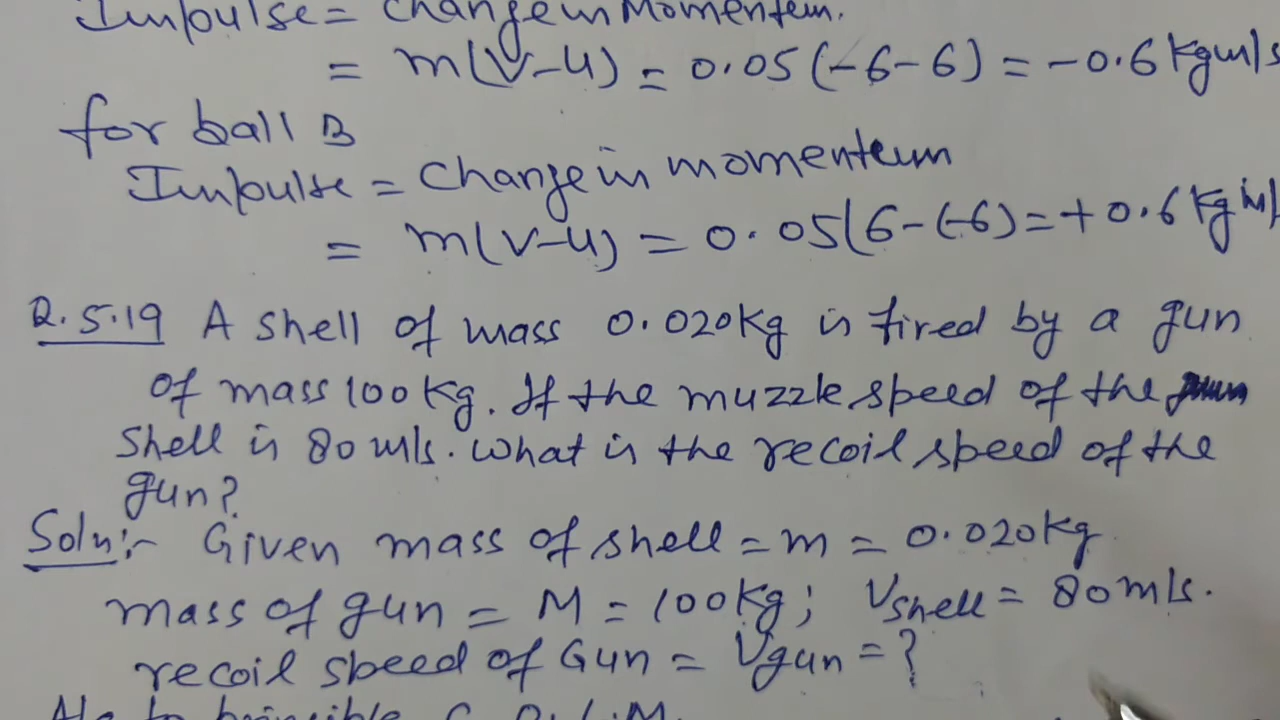 Impulse = Change in Momentum.
= m(V-u) = 0.05(-6-6) = -0.6 Kgm/s
for ball B
Impulse = Change in momentum
= m(V-u) = 0.05(6-(-6) = +0.6 Kg m/
Q.5.19 A shell of mass 0.020kg is fired by a gun
of mass 100kg. If the muzzle speed of the
shell is 80 m/s. What is the recoil speed of the
gun?
Soln:- Given mass of shell = m = 0.020kg
mass of gun = M = 100kg; Vshell = 80m/s.
recoil speed of Gun = Vgun = ?